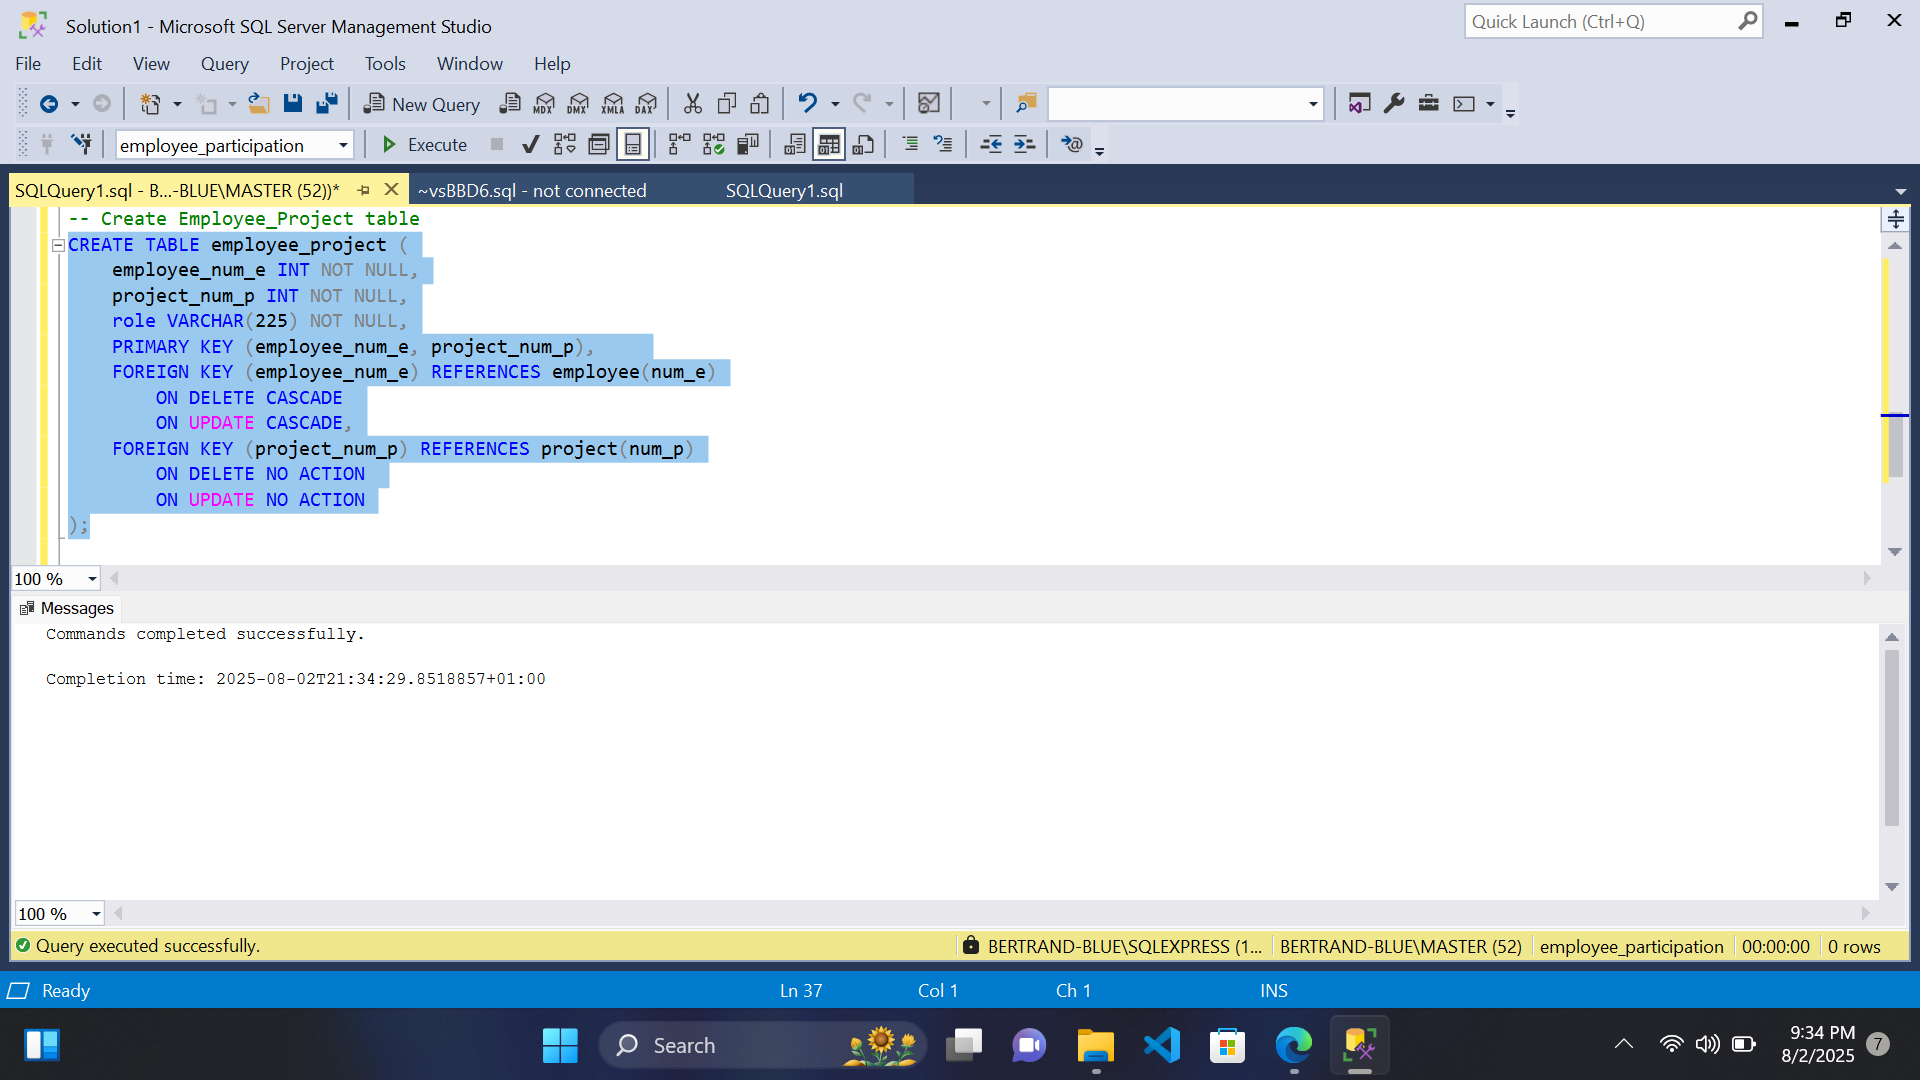 Solution1 - Microsoft SQL Server Management Studio
Quick Launch (Ctrl+Q)
File Edit View Query Project Tools Window Help
New Query MDX DMX XMLA DAX
employee_participation Execute
SQLQuery1.sql - B...-BLUE\MASTER (52))* ~vsBBD6.sql - not connected SQLQuery1.sql
-- Create Employee_Project table
CREATE TABLE employee_project (
employee_num_e INT NOT NULL,
project_num_p INT NOT NULL,
role VARCHAR(225) NOT NULL,
PRIMARY KEY (employee_num_e, project_num_p),
FOREIGN KEY (employee_num_e) REFERENCES employee(num_e)
ON DELETE CASCADE
ON UPDATE CASCADE,
FOREIGN KEY (project_num_p) REFERENCES project(num_p)
ON DELETE NO ACTION
ON UPDATE NO ACTION
);
100 %
Messages
Commands completed successfully.
Completion time: 2025-08-02T21:34:29.8518857+01:00
100 %
Query executed successfully. BERTRAND-BLUE\SQLEXPRESS (1... BERTRAND-BLUE\MASTER (52) employee_participation 00:00:00 0 rows
Ready Ln 37 Col 1 Ch 1 INS
Search
9:34 PM
8/2/2025
7